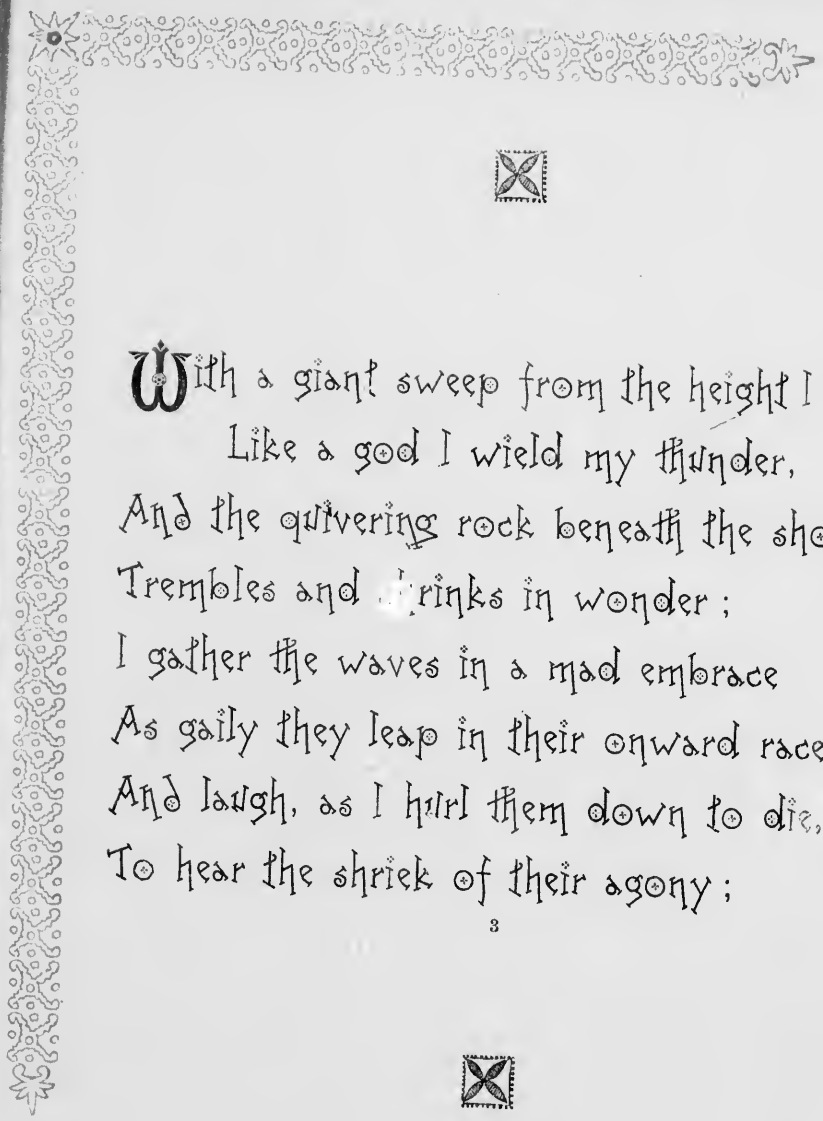 With a giant sweep from the height I
Like a god I wield my thunder,
And the quivering rock beneath the sho
Trembles and in wonder ;
I gather the waves in a mad embrace
As gaily they leap in their onward race
And laugh, as I hurl them down to die,
To hear the shriek of their agony ;
3